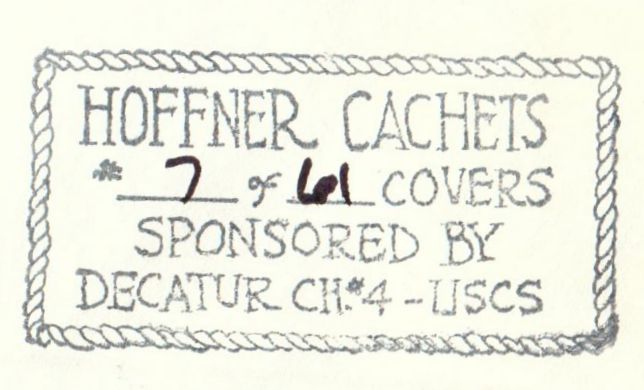 HOFFNER CACHETS
# 7 of 61 COVERS
SPONSORED BY
DECATUR CH.#4 - USCS